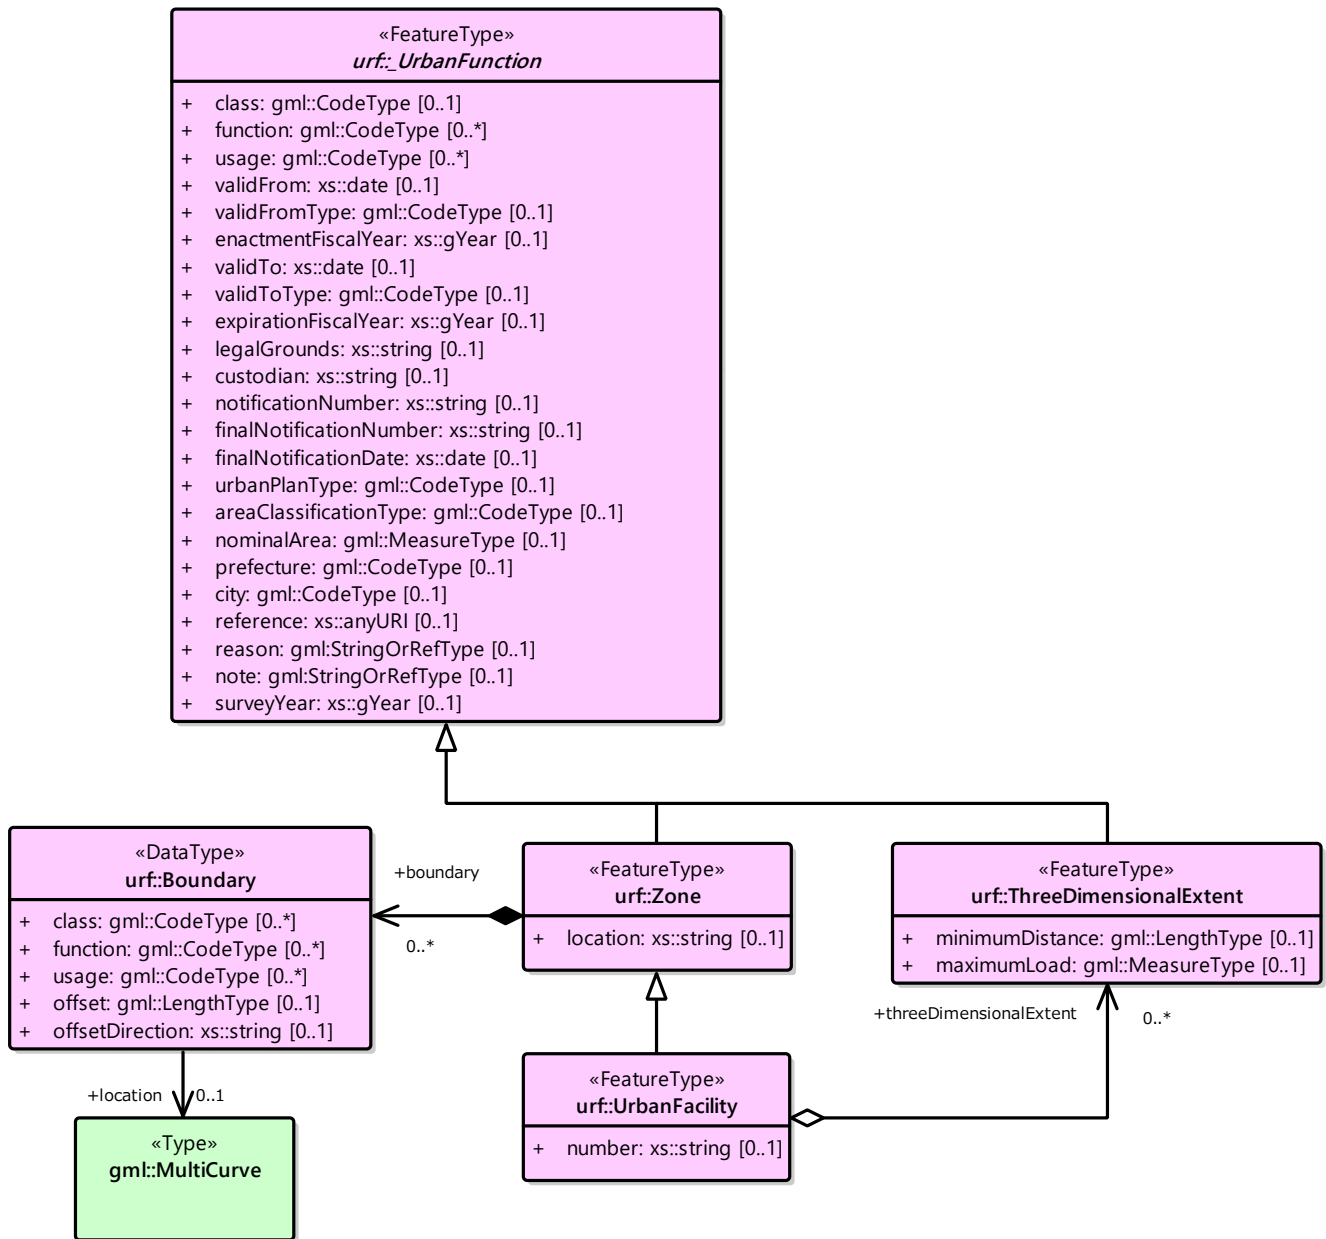 «FeatureType»
urf::_UrbanFunction
+ class: gml::CodeType [0..1]
+ function: gml::CodeType [0..*]
+ usage: gml::CodeType [0..*]
+ validFrom: xs::date [0..1]
+ validFromType: gml::CodeType [0..1]
+ enactmentFiscalYear: xs::gYear [0..1]
+ validTo: xs::date [0..1]
+ validToType: gml::CodeType [0..1]
+ expirationFiscalYear: xs::gYear [0..1]
+ legalGrounds: xs::string [0..1]
+ custodian: xs::string [0..1]
+ notificationNumber: xs::string [0..1]
+ finalNotificationNumber: xs::string [0..1]
+ finalNotificationDate: xs::date [0..1]
+ urbanPlanType: gml::CodeType [0..1]
+ areaClassificationType: gml::CodeType [0..1]
+ nominalArea: gml::MeasureType [0..1]
+ prefecture: gml::CodeType [0..1]
+ city: gml::CodeType [0..1]
+ reference: xs::anyURI [0..1]
+ reason: gml:StringOrRefType [0..1]
+ note: gml:StringOrRefType [0..1]
+ surveyYear: xs::gYear [0..1]
«DataType»
urf::Boundary
+ class: gml::CodeType [0..*]
+ function: gml::CodeType [0..*]
+ usage: gml::CodeType [0..*]
+ offset: gml::LengthType [0..1]
+ offsetDirection: xs::string [0..1]
+boundary
0..*
«FeatureType»
urf::Zone
+ location: xs::string [0..1]
«FeatureType»
urf::ThreeDimensionalExtent
+ minimumDistance: gml::LengthType [0..1]
+ maximumLoad: gml::MeasureType [0..1]
+threeDimensionalExtent
0..*
+location
0..1
«Type»
gml::MultiCurve
«FeatureType»
urf::UrbanFacility
+ number: xs::string [0..1]